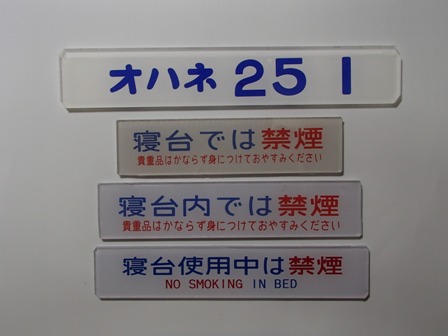 オハネ 25 1
寝台では禁煙
貴重品はかならず身につけておやすみください
寝台内では禁煙
貴重品はかならず身につけておやすみください
寝台使用中は禁煙
NO SMOKING IN BED